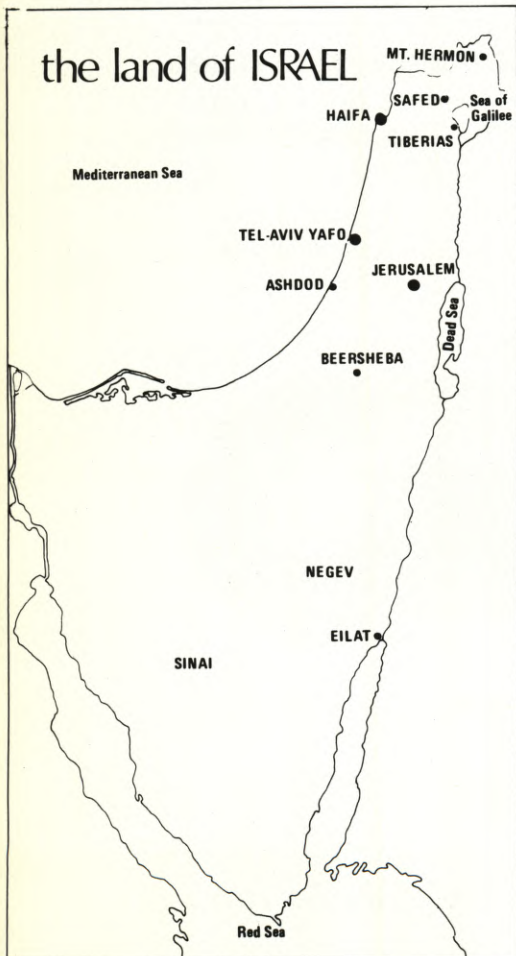 the land of ISRAEL
MT. HERMON
SAFED
Sea of
Galilee
HAIFA
TIBERIAS
Mediterranean Sea
TEL-AVIV YAFO
JERUSALEM
ASHDOD
Dead Sea
BEERSHEBA
NEGEV
EILAT
SINAI
Red Sea